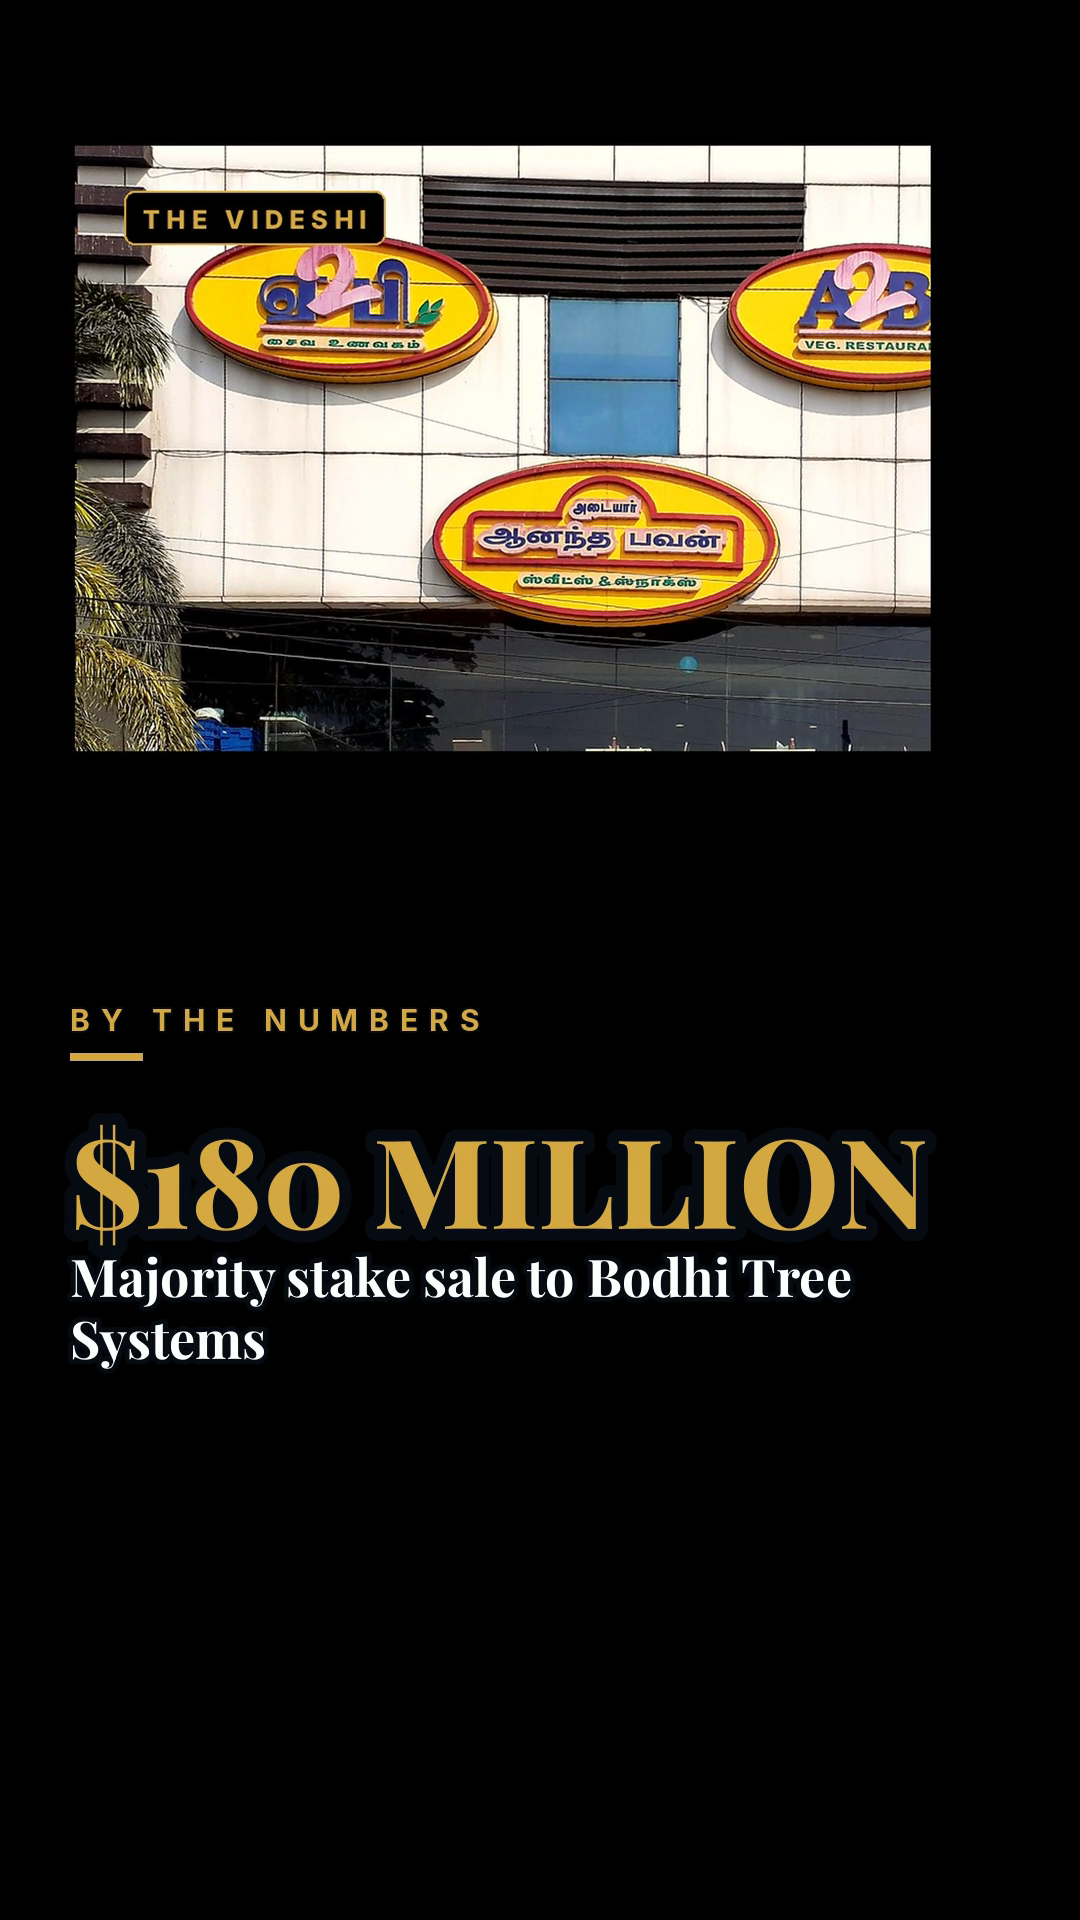 THE VIDESHI
ஏ2பி
சைவ உணவகம்
A2B
VEG. RESTAURA
அடையார்
ஆனந்த பவன்
ஸ்வீட்ஸ் & ஸ்நாக்ஸ்
BY THE NUMBERS
$180 MILLION
Majority stake sale to Bodhi Tree
Systems